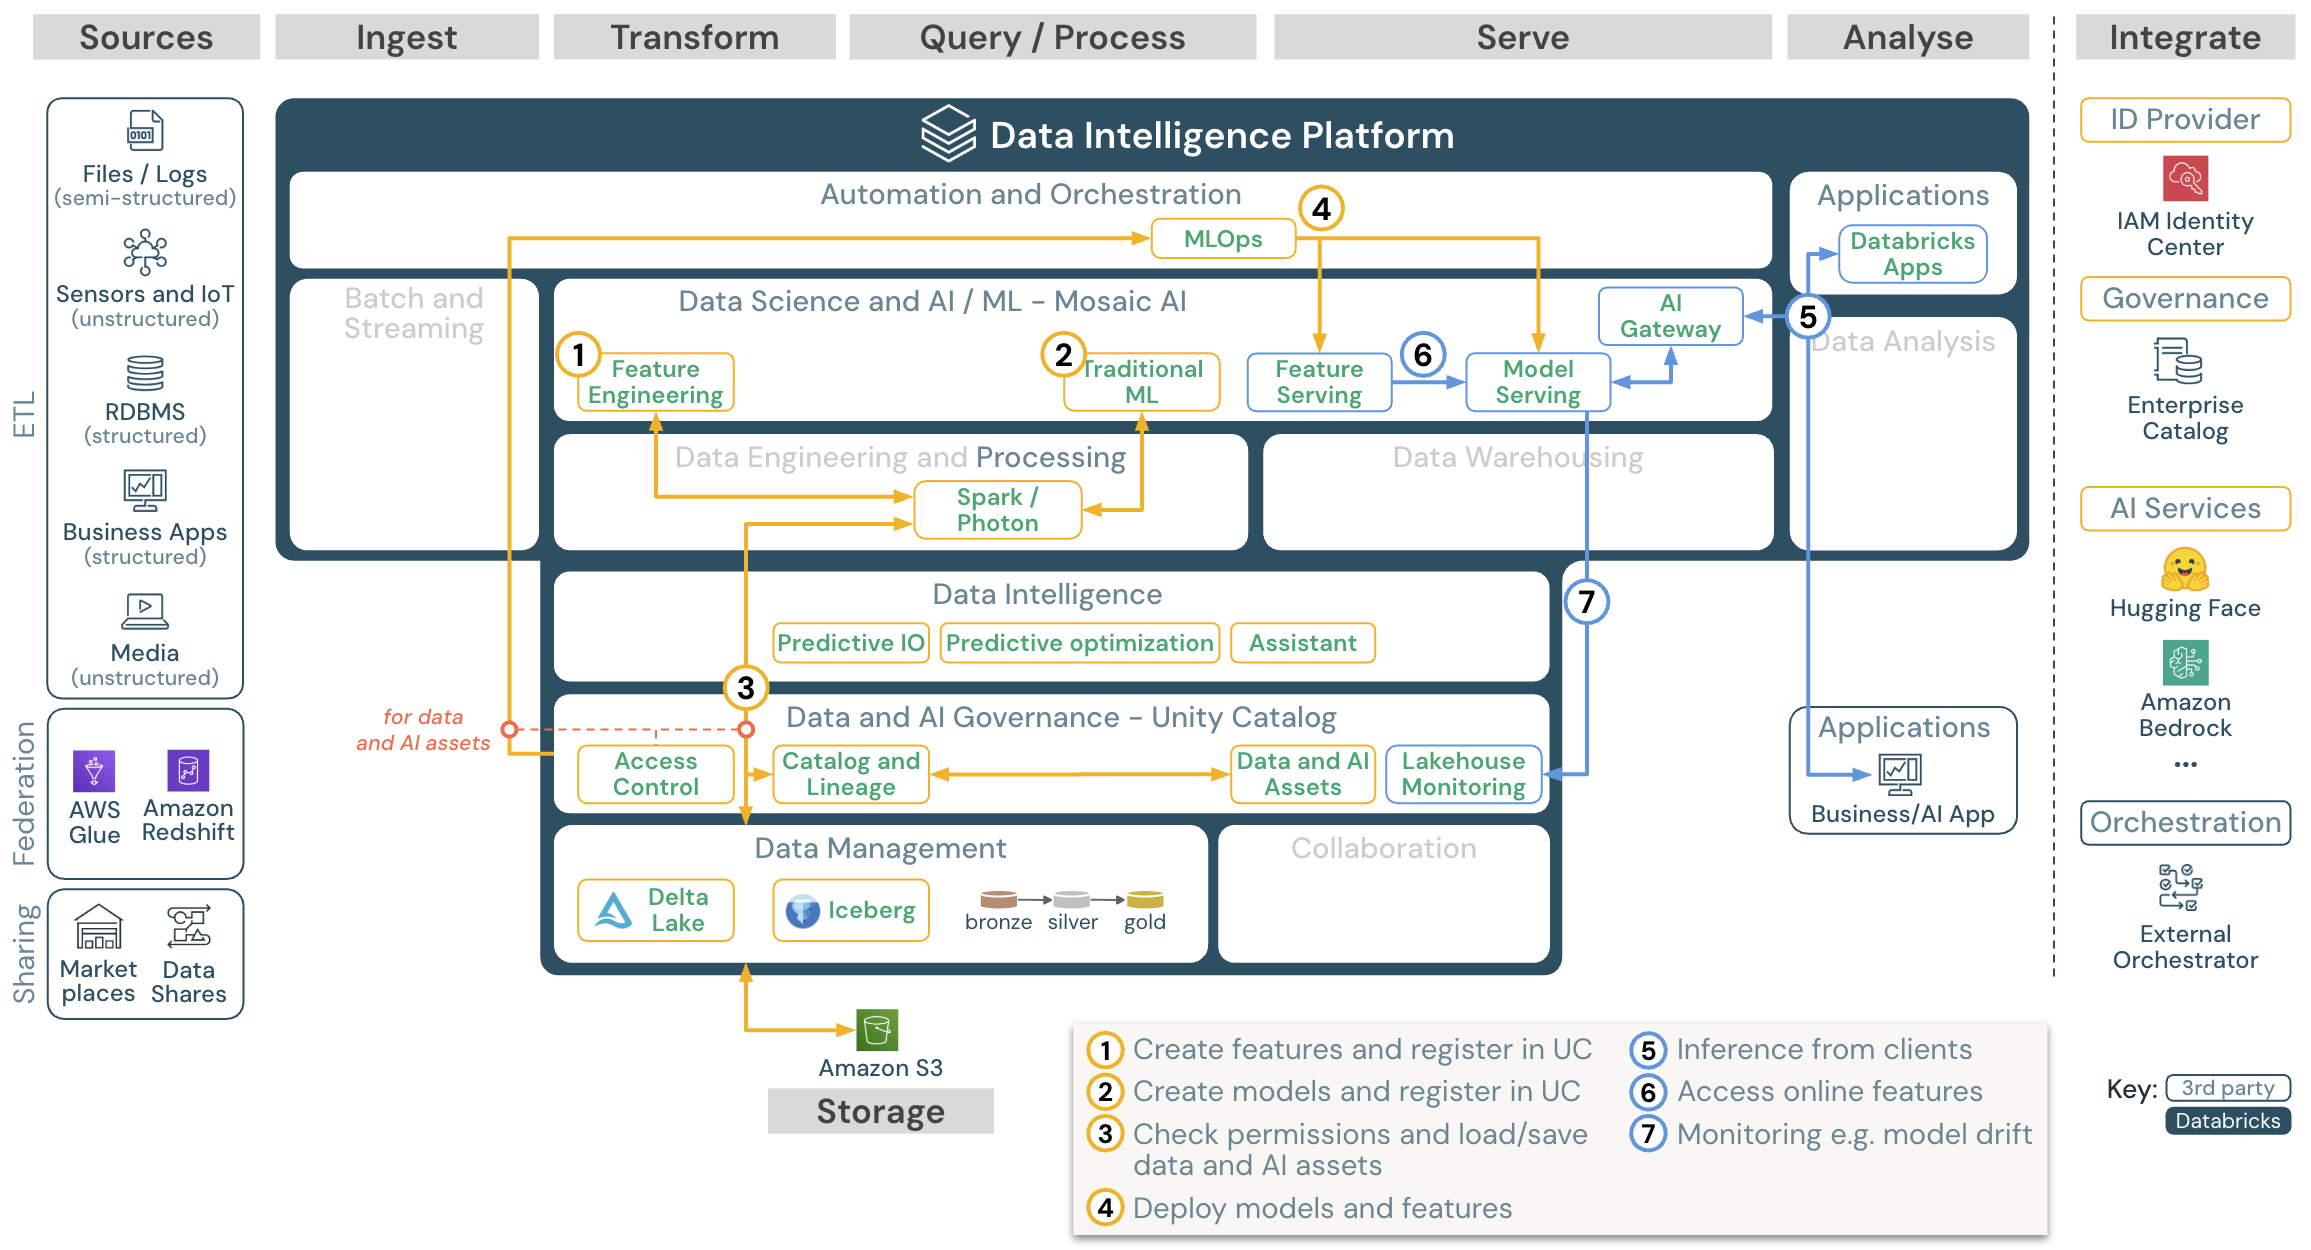 Sources
Ingest
Transform
Query / Process
Serve
Analyse
Integrate
ETL
Files / Logs
(semi-structured)
Sensors and IoT
(unstructured)
RDBMS
(structured)
Business Apps
(structured)
Media
(unstructured)
Federation
AWS
Glue
Amazon
Redshift
Sharing
Market
places
Data
Shares
Data Intelligence Platform
Automation and Orchestration
4
MLOps
Applications
Databricks
Apps
Batch and
Streaming
Data Science and AI / ML - Mosaic AI
1
Feature
Engineering
2
Traditional
ML
Feature
Serving
6
Model
Serving
AI
Gateway
5
Data Analysis
Data Engineering and Processing
Spark /
Photon
Data Warehousing
Data Intelligence
Predictive IO
Predictive optimization
Assistant
7
3
for data
and AI assets
Data and AI Governance - Unity Catalog
Access
Control
Catalog and
Lineage
Data and AI
Assets
Lakehouse
Monitoring
Applications
Business/AI App
Data Management
Delta
Lake
Iceberg
bronze
silver
gold
Collaboration
Amazon S3
Storage
ID Provider
IAM Identity
Center
Governance
Enterprise
Catalog
AI Services
Hugging Face
Amazon
Bedrock
...
Orchestration
External
Orchestrator
1 Create features and register in UC
2 Create models and register in UC
3 Check permissions and load/save
data and AI assets
4 Deploy models and features
5 Inference from clients
6 Access online features
7 Monitoring e.g. model drift
Key: 3rd party
Databricks
0101